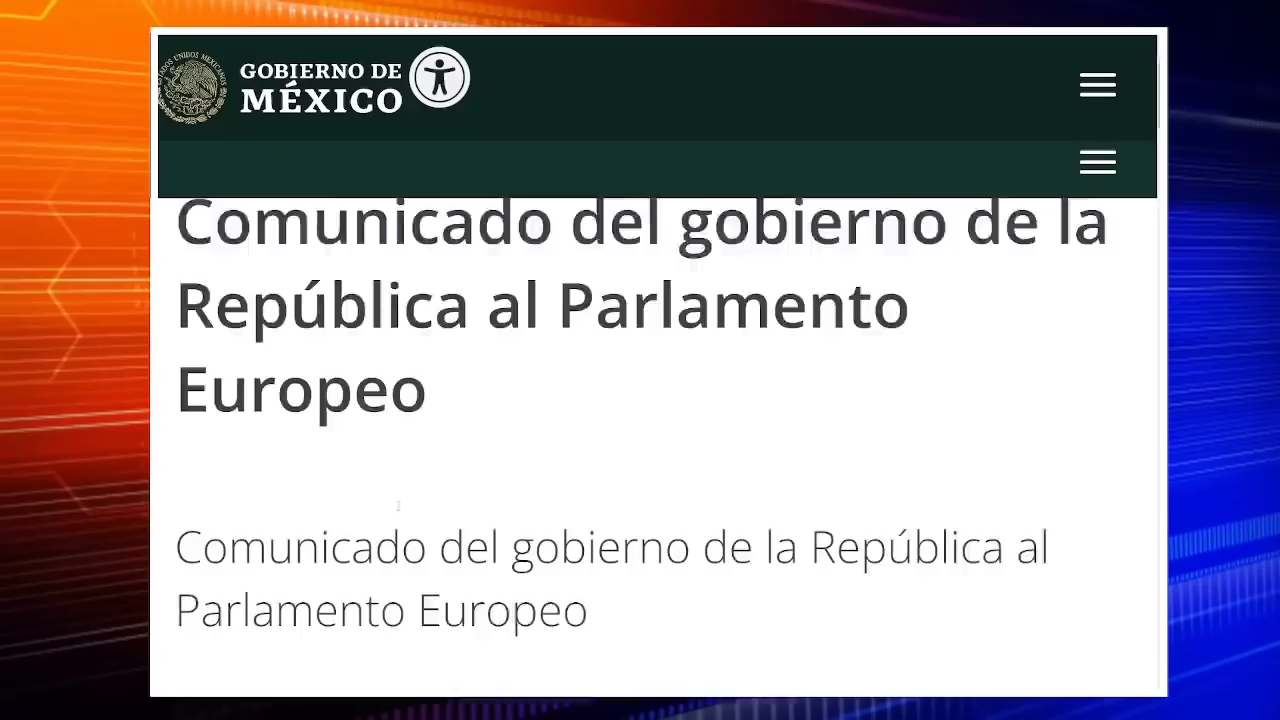 GOBIERNO DE
MÉXICO
Comunicado del gobierno de la
República al Parlamento
Europeo
Comunicado del gobierno de la República al
Parlamento Europeo